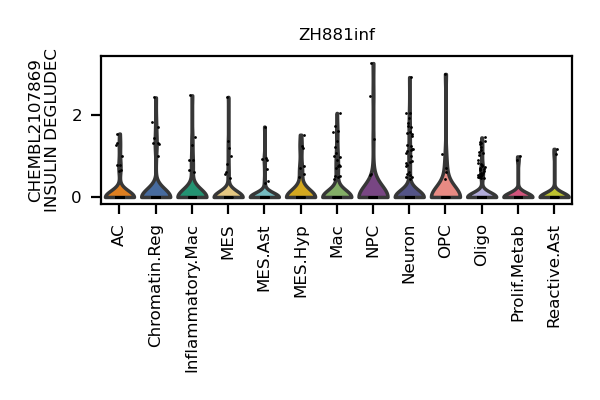 ZH881inf
CHEMBL2107869
INSULIN DEGLUDEC
2
0
AC
Chromatin.Reg
Inflammatory.Mac
MES
MES.Ast
MES.Hyp
Mac
NPC
Neuron
OPC
Oligo
Prolif.Metab
Reactive.Ast